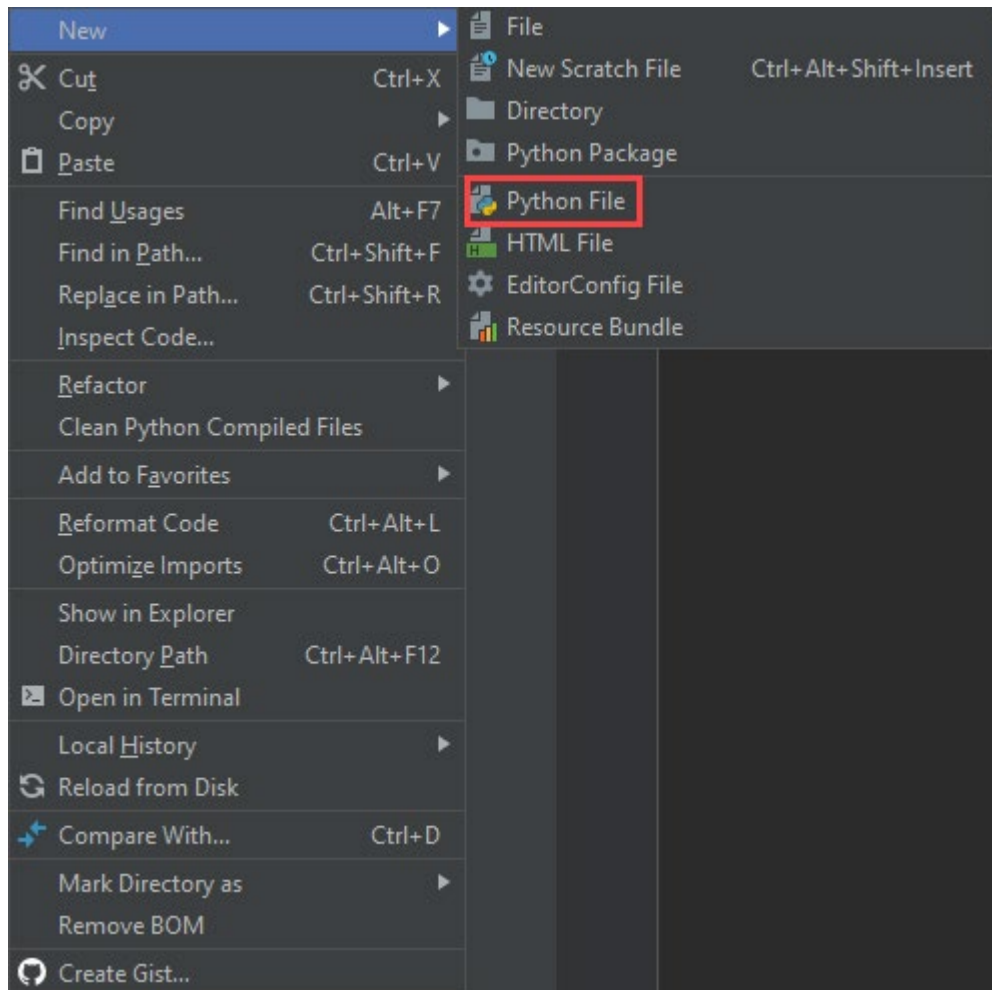 New
Cut Ctrl+X
Copy
Paste Ctrl+V
Find Usages Alt+F7
Find in Path... Ctrl+Shift+F
Replace in Path... Ctrl+Shift+R
Inspect Code...
Refactor
Clean Python Compiled Files
Add to Favorites
Reformat Code Ctrl+Alt+L
Optimize Imports Ctrl+Alt+O
Show in Explorer
Directory Path Ctrl+Alt+F12
Open in Terminal
Local History
Reload from Disk
Compare With... Ctrl+D
Mark Directory as
Remove BOM
Create Gist...
File
New Scratch File Ctrl+Alt+Shift+Insert
Directory
Python Package
Python File
H HTML File
EditorConfig File
Resource Bundle